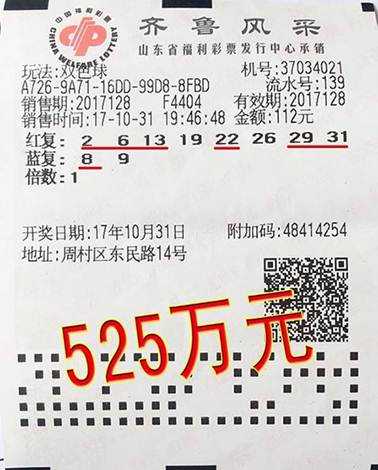 中国福利彩票
CHINA WELFARE LOTTERY
齐鲁风采
山东省福利彩票发行中心承销
玩法:双色球 机号:37034021
A726-9A71-16DD-99D8-8FBD 流水号:139
销售期:2017128 F4404 有效期:2017128
销售时间:17-10-31 19:46:48 金额:112元
红复: 2 6 13 19 22 26 29 31
蓝复: 8 9
倍数:1
开奖日期:17年10月31日 附加码:48414254
地址:周村区东民路14号
525万元